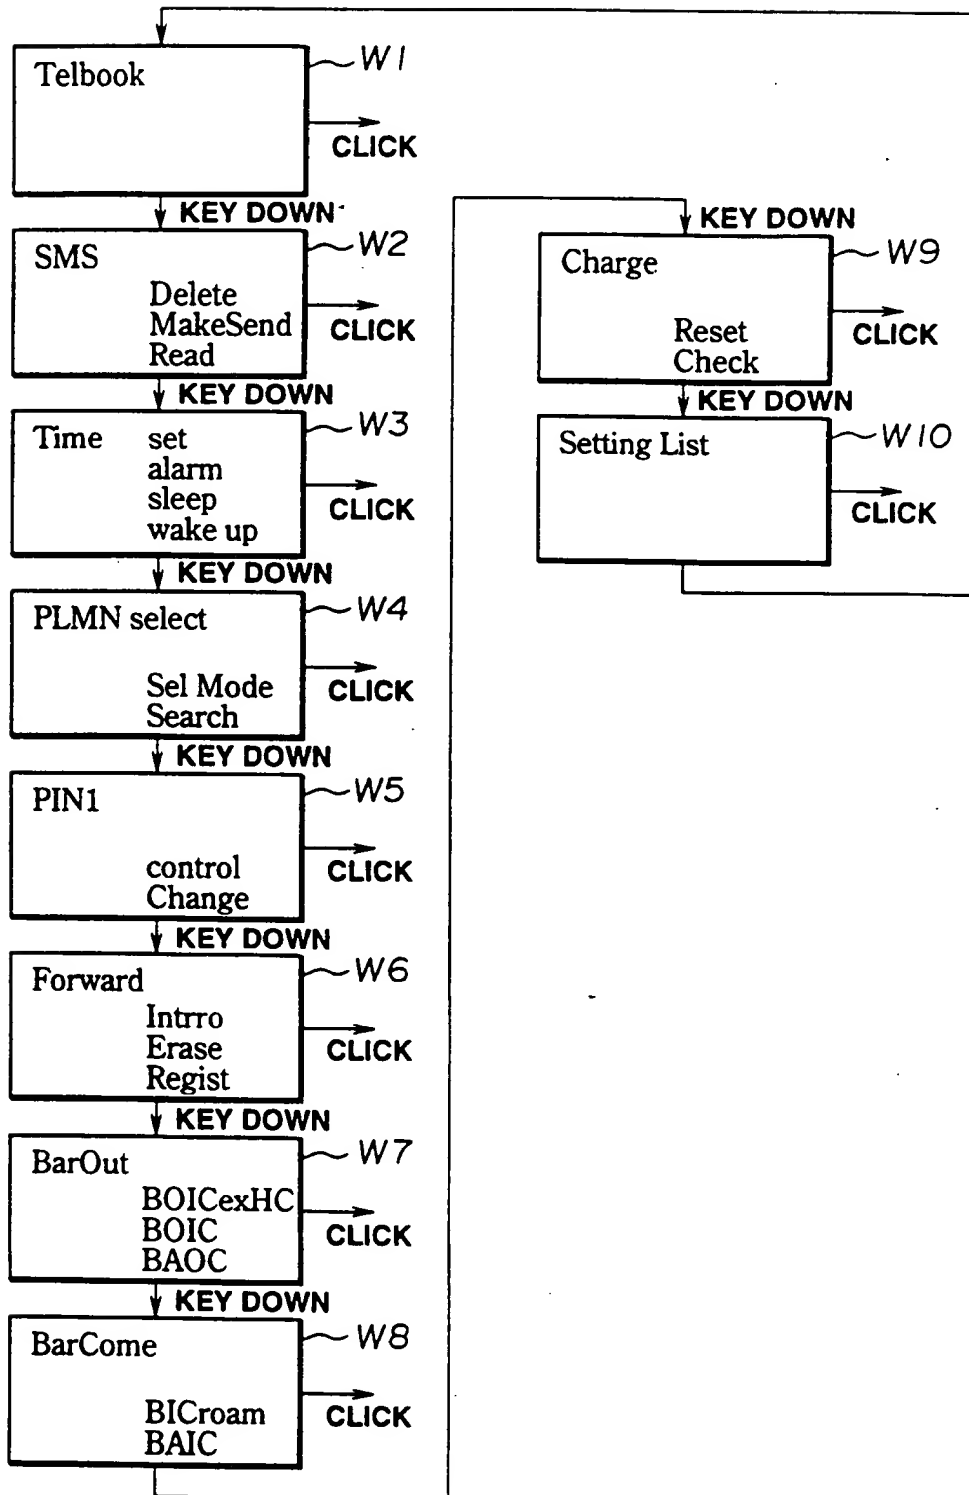 Telbook
W1
CLICK
KEY DOWN
SMS
W2
Delete
MakeSend
Read
CLICK
KEY DOWN
Time set
W3
alarm
sleep
wake up
CLICK
KEY DOWN
PLMN select
W4
Sel Mode
Search
CLICK
KEY DOWN
PIN1
W5
control
Change
CLICK
KEY DOWN
Forward
W6
Intrro
Erase
Regist
CLICK
KEY DOWN
BarOut
W7
BOICexHC
BOIC
BAOC
CLICK
KEY DOWN
BarCome
W8
BICroam
BAIC
CLICK
KEY DOWN
Charge
W9
Reset
Check
CLICK
KEY DOWN
Setting List
W10
CLICK